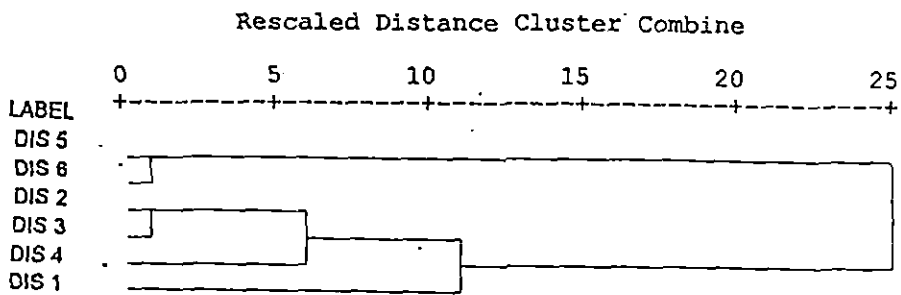 Rescaled Distance Cluster Combine
0 5 10 15 20 25
LABEL
DIS 5
DIS 6
DIS 2
DIS 3
DIS 4
DIS 1